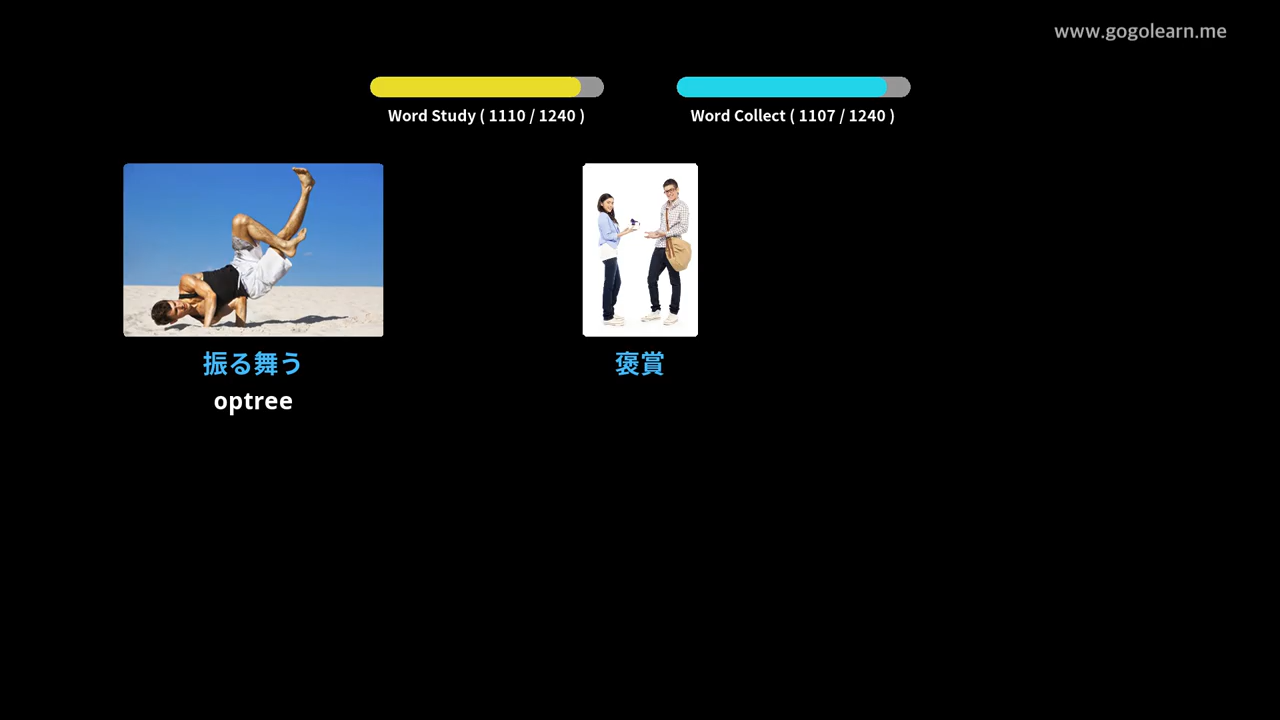 www.gogolearn.me
Word Study ( 1110 / 1240 )
Word Collect ( 1107 / 1240 )
振る舞う
optree
褒賞